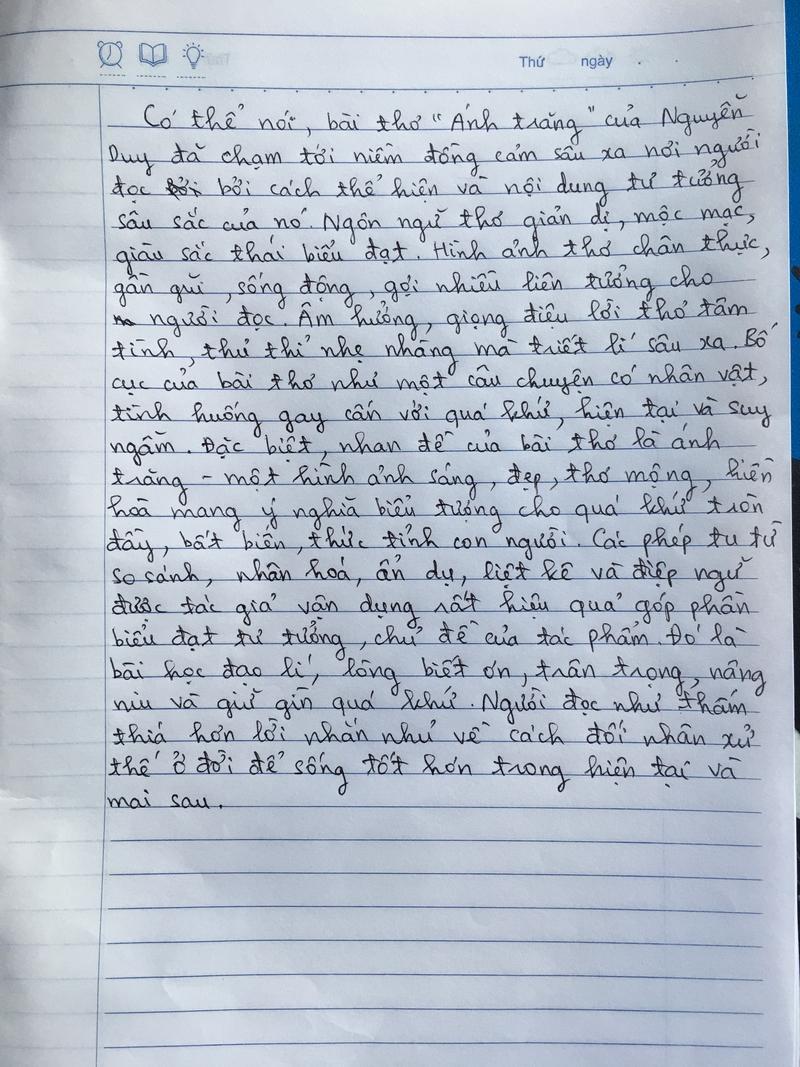 Thứ ngày
Có thể nói, bài thơ "Ánh trăng" của Nguyễn
Duy đã chạm tới niềm đồng cảm sâu xa nơi người
đọc bởi cách thể hiện và nội dung tư tưởng
sâu sắc của nó. Ngôn ngữ thơ giản dị, mộc mạc,
giàu sắc thái biểu đạt. Hình ảnh thơ chân thực,
gần gũi, sống động, gợi nhiều liên tưởng cho
người đọc. Âm hưởng, giọng điệu lời thơ tâm
tình, thủ thỉ nhẹ nhàng mà triết lí sâu xa. Bố
cục của bài thơ như một câu chuyện có nhân vật,
tình huống gay cấn với quá khứ, hiện tại và suy
ngẫm. Đặc biệt, nhan đề của bài thơ là ánh
trăng - một hình ảnh sáng, đẹp, thơ mộng, hiền
hoà mang ý nghĩa biểu tượng cho quá khứ tròn
đầy, bất biến, thức tỉnh con người. Các phép tu từ
so sánh, nhân hoá, ẩn dụ, liệt kê và điệp ngữ
được tác giả vận dụng rất hiệu quả góp phần
biểu đạt tư tưởng, chủ đề của tác phẩm. Đó là
bài học đạo lí, lòng biết ơn, trân trọng, nâng
niu và giữ gìn quá khứ. Người đọc như thấm
thiá hơn lời nhắn nhủ về cách đối nhân xử
thế ở đời để sống tốt hơn trong hiện tại và
mai sau.